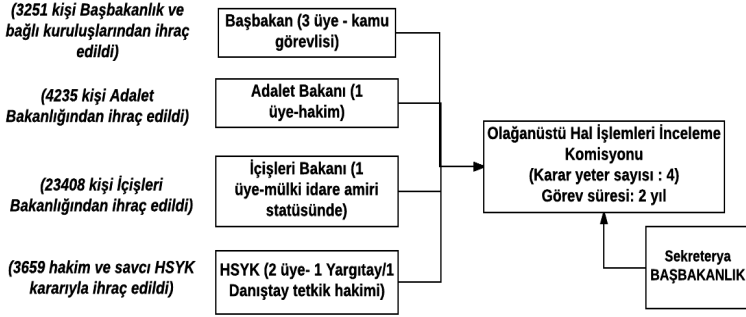 (3251 kişi Başbakanlık ve
bağlı kuruluşlarından ihraç
edildi)
Başbakan (3 üye - kamu
görevlisi)
(4235 kişi Adalet
Bakanlığından ihraç edildi)
Adalet Bakanı (1
üye-hakim)
(23408 kişi İçişleri
Bakanlığından ihraç edildi)
İçişleri Bakanı (1
üye-mülki idare amiri
statüsünde)
(3659 hakim ve savcı HSYK
kararıyla ihraç edildi)
HSYK (2 üye- 1 Yargıtay/1
Danıştay tetkik hakimi)
Olağanüstü Hal İşlemleri İnceleme
Komisyonu
(Karar yeter sayısı : 4)
Görev süresi: 2 yıl
Sekreterya
BAŞBAKANLIK